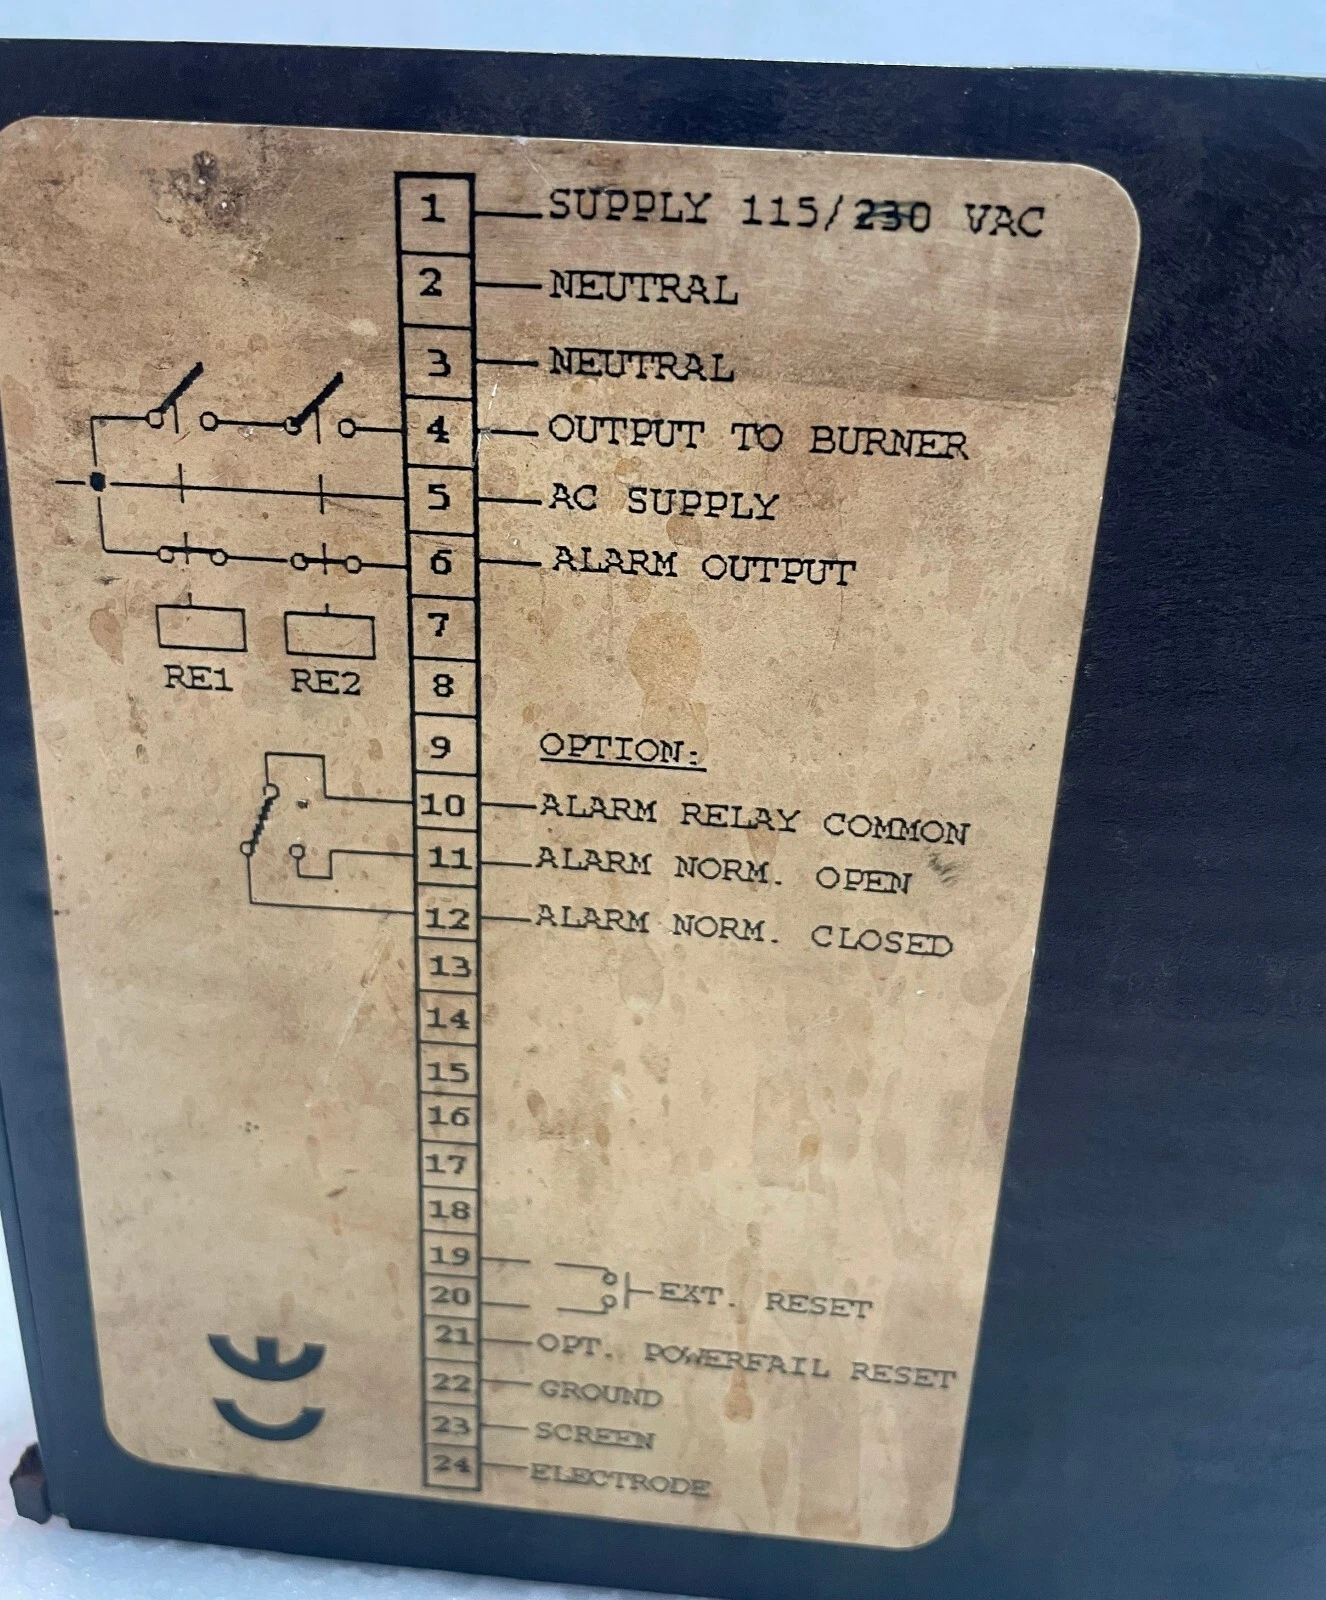 1 SUPPLY 115/230 VAC
2 NEUTRAL
3 NEUTRAL
4 OUTPUT TO BURNER
5 AC SUPPLY
6 ALARM OUTPUT
7
RE1 RE2
8
9 OPTION:
10 ALARM RELAY COMMON
11 ALARM NORM. OPEN
12 ALARM NORM. CLOSED
13
14
15
16
17
18
19
EXT. RESET
20
21 OPT. POWERFAIL RESET
22 GROUND
23 SCREEN
24 ELECTRODE
CE